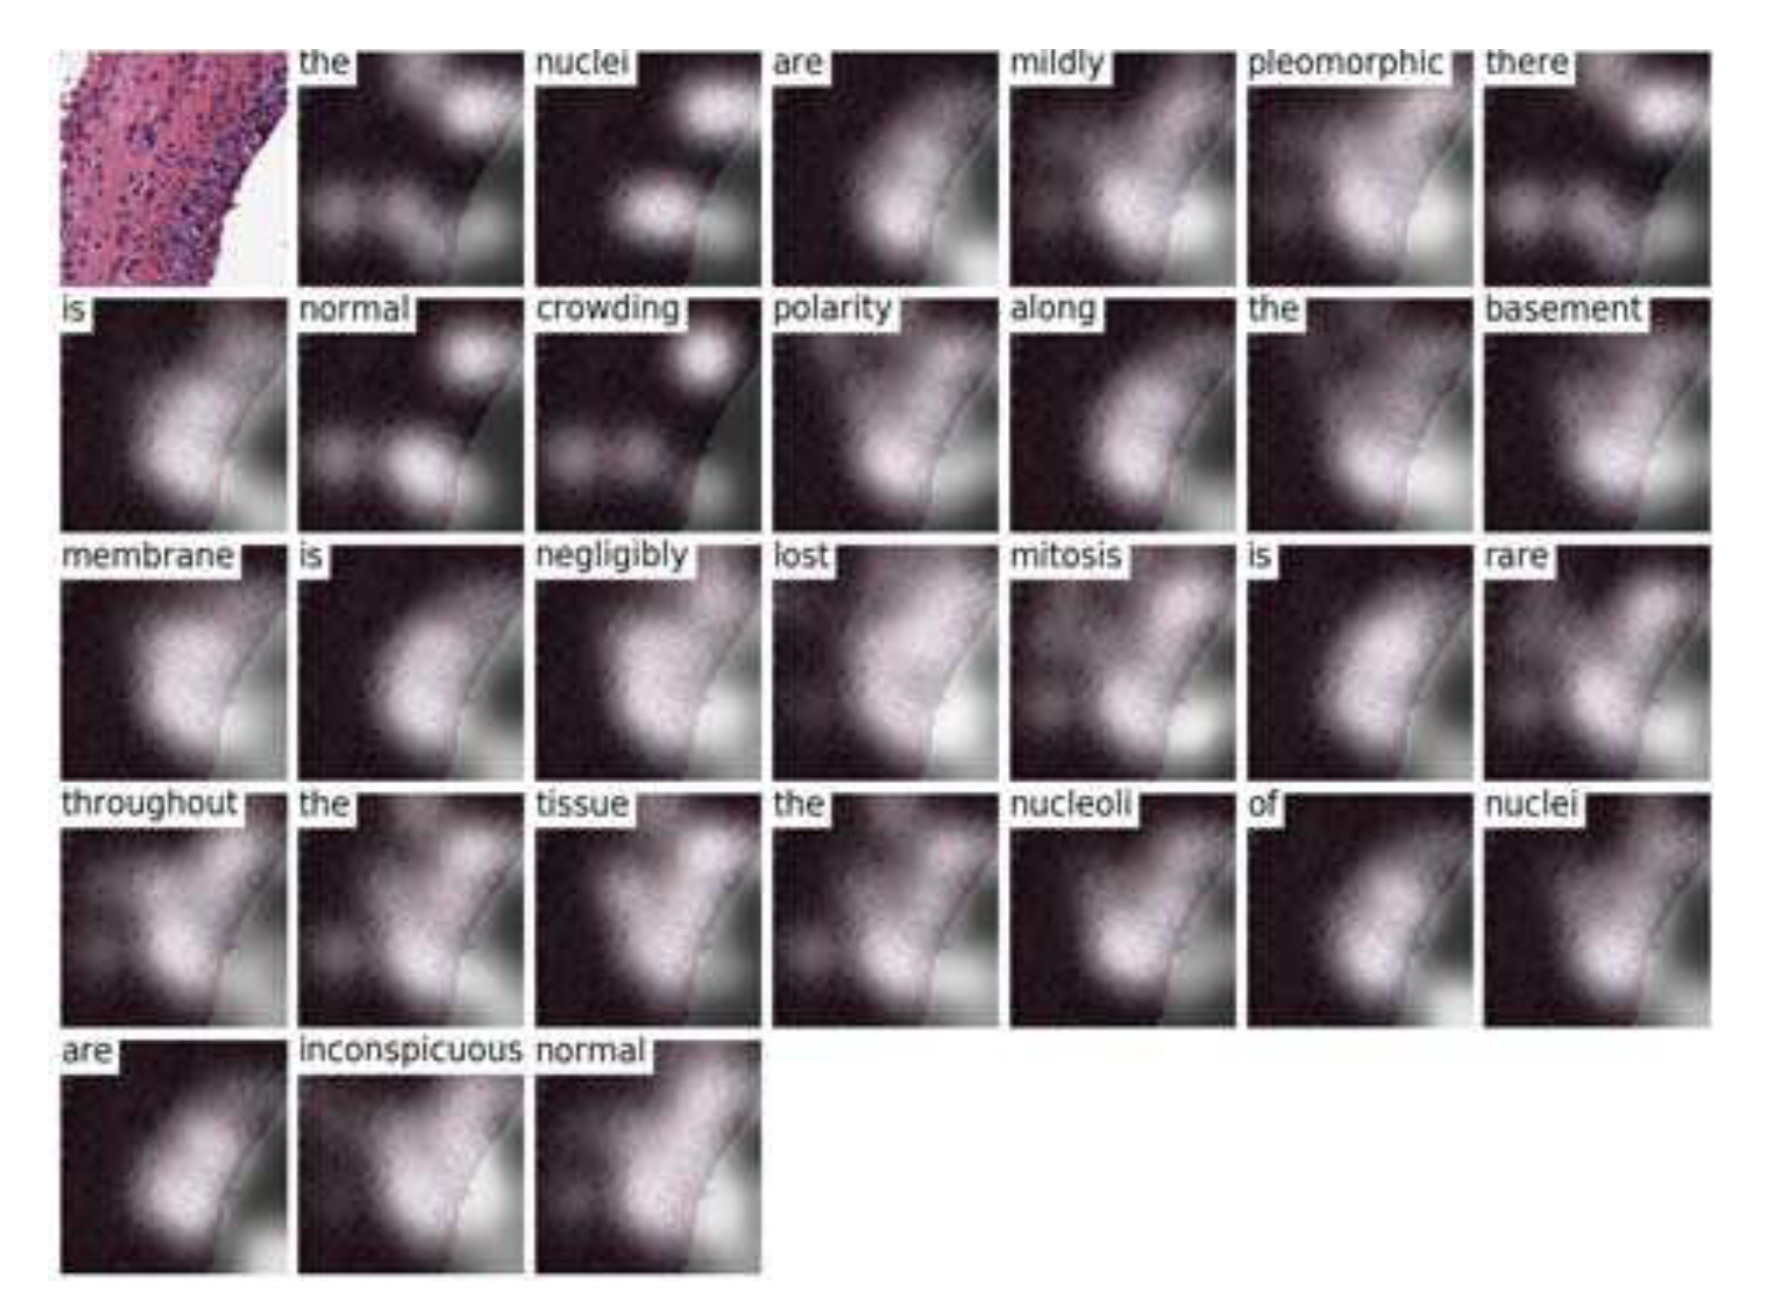 the nuclei are mildly pleomorphic there
is normal crowding polarity along the basement
membrane is negligibly lost mitosis is rare
throughout the tissue the nucleoli of nuclei
are inconspicuous normal